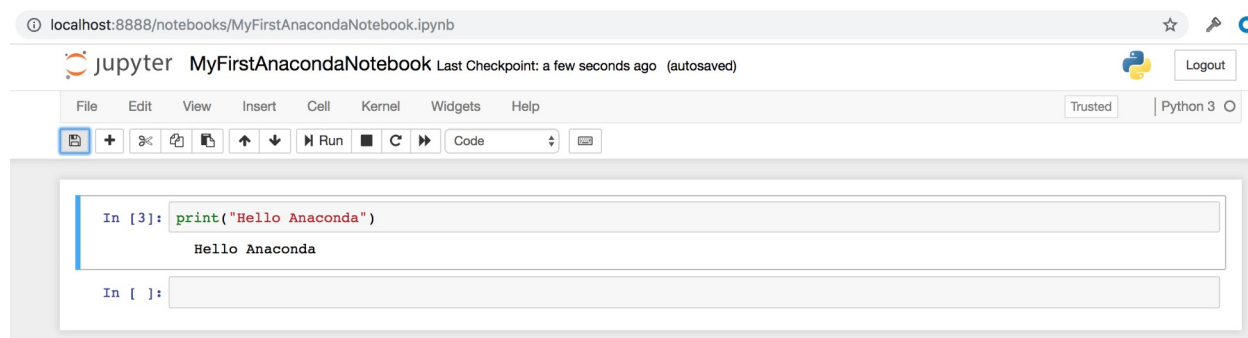 localhost:8888/notebooks/MyFirstAnacondaNotebook.ipynb
jupyter MyFirstAnacondaNotebook Last Checkpoint: a few seconds ago (autosaved)
Logout
File Edit View Insert Cell Kernel Widgets Help
Trusted
Python 3
Run
Code
In [3]: print("Hello Anaconda")
Hello Anaconda
In [ ]: